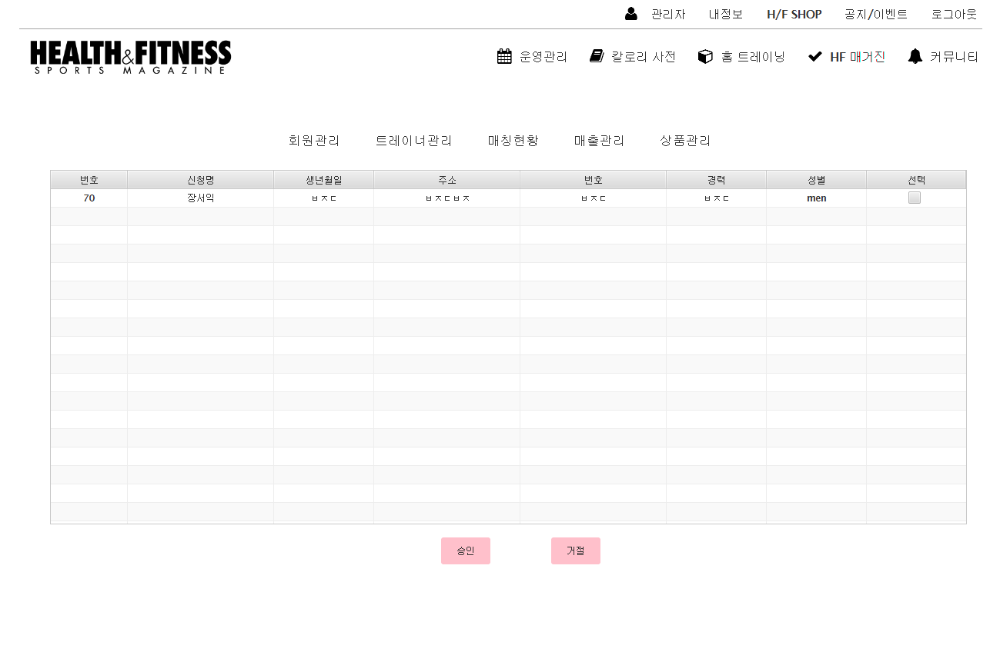 관리자 내정보 H/F SHOP 공지/이벤트 로그아웃
HEALTH&FITNESS
SPORTS MAGAZINE
운영관리 칼로리 사전 홈 트레이닝 HF 매거진 커뮤니티
회원관리 트레이너관리 매칭현황 매출관리 상품관리
번호 신청명 생년월일 주소 번호 경력 성별 선택
70 장서익 ㅂㅈㄷ ㅂㅈㄷㅂㅈ ㅂㅈㄷ ㅂㅈㄷ men
승인 거절